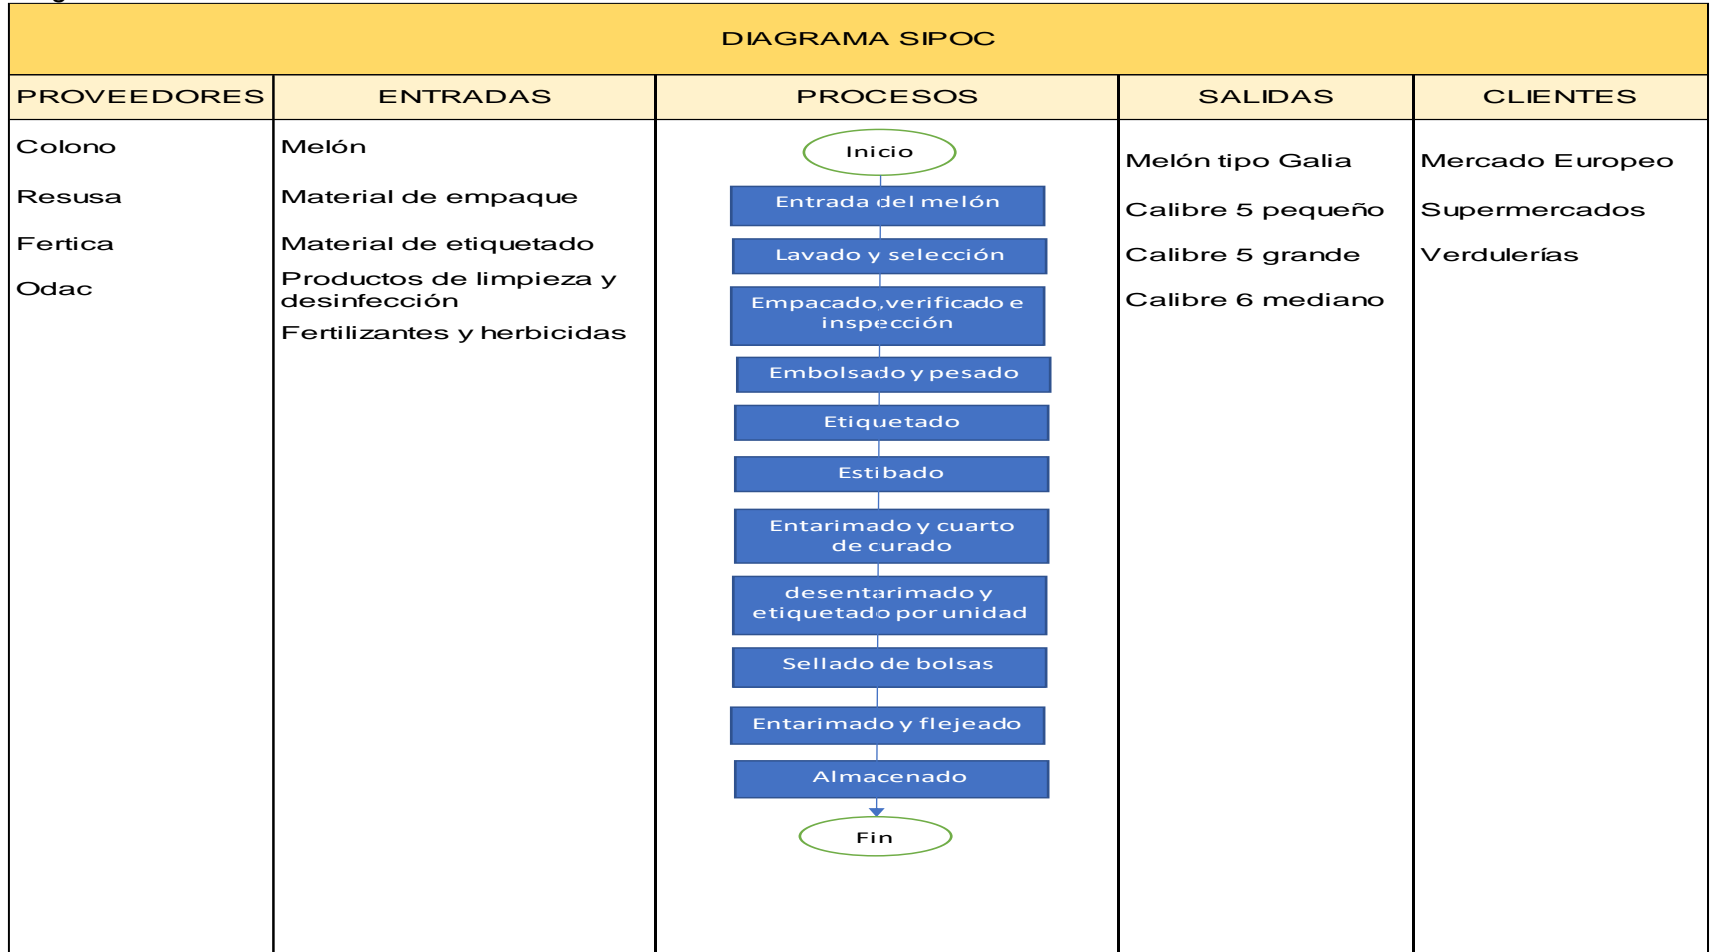 DIAGRAMA SIPOC
PROVEEDORES
ENTRADAS
PROCESOS
SALIDAS
CLIENTES
Colono
Resusa
Fertica
Odac
Melón
Material de empaque
Material de etiquetado
Productos de limpieza y
desinfección
Fertilizantes y herbicidas
Inicio
Entrada del melón
Lavado y selección
Empacado,verificado e
inspección
Embolsado y pesado
Etiquetado
Estibado
Entarimado y cuarto
de curado
desentarimado y
etiquetado por unidad
Sellado de bolsas
Entarimado y flejeado
Almacenado
Fin
Melón tipo Galia
Calibre 5 pequeño
Calibre 5 grande
Calibre 6 mediano
Mercado Europeo
Supermercados
Verdulerías